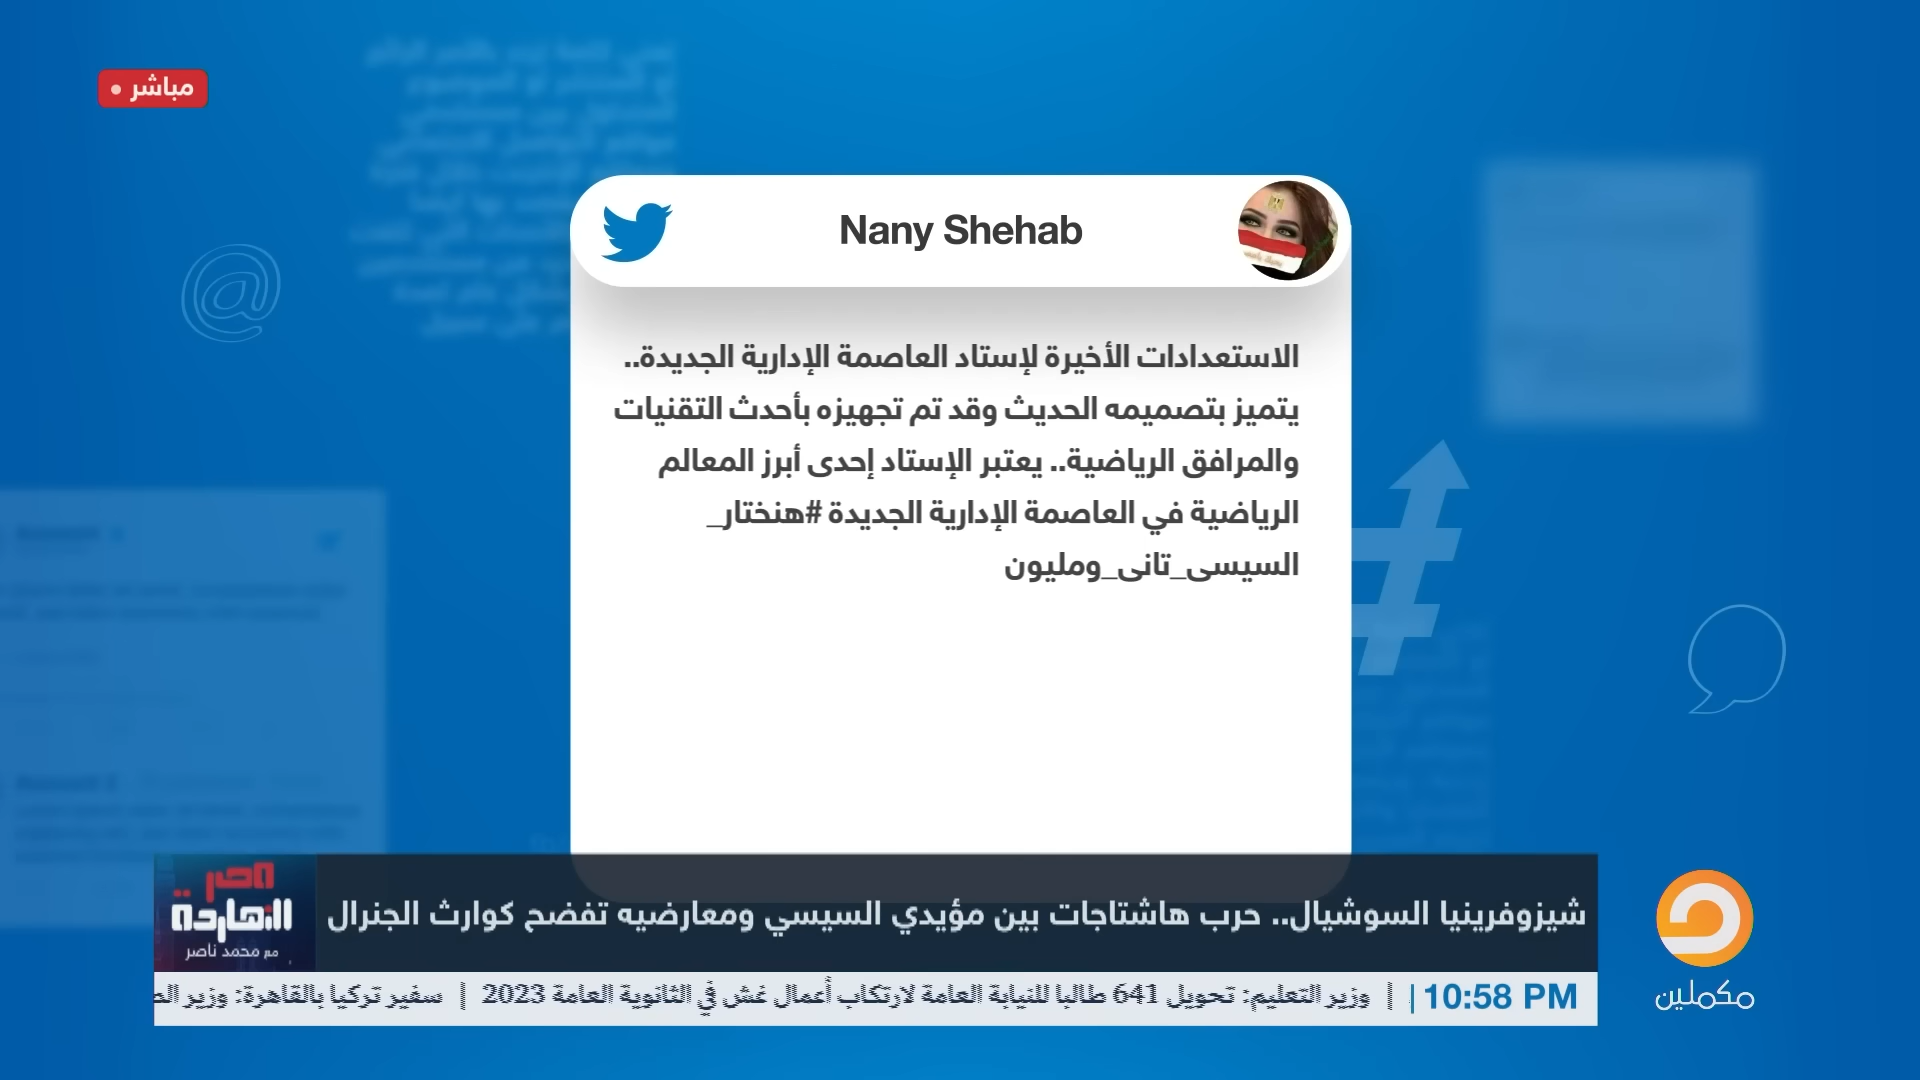 مباشر
Nany Shehab
الاستعدادات الأخيرة لإستاد العاصمة الإدارية الجديدة..
يتميز بتصميمه الحديث وقد تم تجهيزه بأحدث التقنيات
والمرافق الرياضية.. يعتبر الإستاد إحدى أبرز المعالم
الرياضية في العاصمة الإدارية الجديدة #هنختار_
السيسى_تانى_ومليون
شيزوفرينيا السوشيال.. حرب هاشتاجات بين مؤيدي السيسي ومعارضيه تفضح كوارث الجنرال
مصر
النهاردة
مع محمد ناصر
10:58 PM | | وزير التعليم: تحويل 641 طالبا للنيابة العامة لارتكاب أعمال غش في الثانوية العامة 2023 | سفير تركيا بالقاهرة: وزير
مكملين